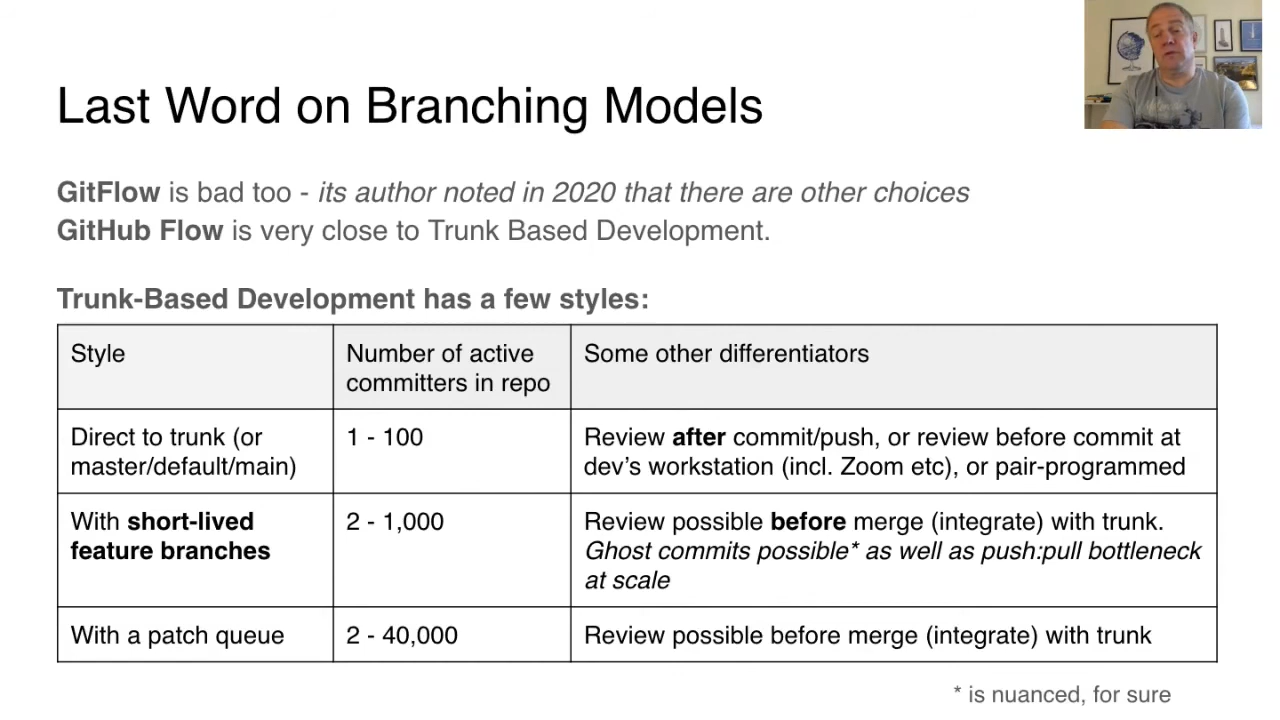 Last Word on Branching Models
GitFlow is bad too - its author noted in 2020 that there are other choices
GitHub Flow is very close to Trunk Based Development.
Trunk-Based Development has a few styles:
Style
Number of active
committers in repo
Some other differentiators
Direct to trunk (or
master/default/main)
1 - 100
Review after commit/push, or review before commit at
dev’s workstation (incl. Zoom etc), or pair-programmed
With short-lived
feature branches
2 - 1,000
Review possible before merge (integrate) with trunk.
Ghost commits possible* as well as push:pull bottleneck
at scale
With a patch queue
2 - 40,000
Review possible before merge (integrate) with trunk
* is nuanced, for sure